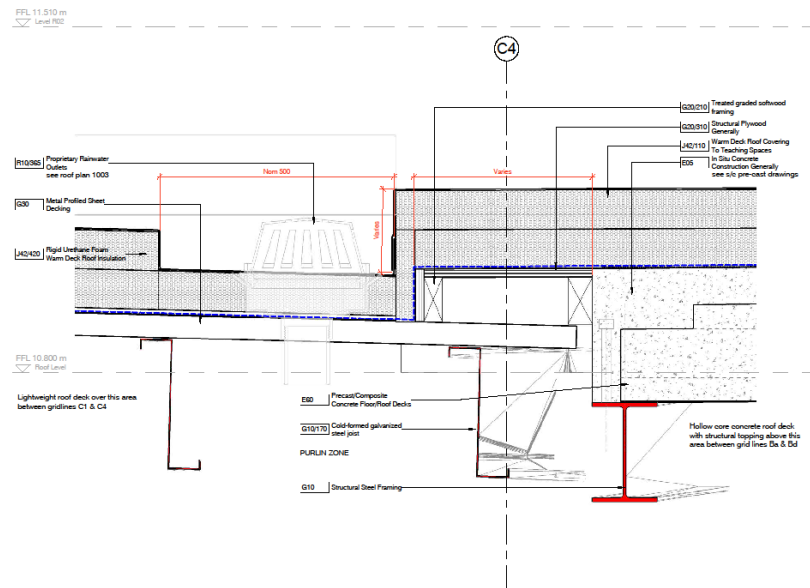 FFL 11.510 m
Level R02
C4
G20/210 Treated graded softwood
framing
G20/310 Structural Plywood
Generally
J42/110 Warm Deck Roof Covering
To Teaching Spaces
E05 In Situ Concrete
Construction Generally
see s/c pre-cast drawings
R10/365 Proprietary Rainwater
Outlets
see roof plan 1003
Nom 500
Varies
Varies
G30 Metal Profiled Sheet
Decking
J42/420 Rigid Urethane Foam
Warm Deck Roof Insulation
FFL 10.800 m
Roof Level
Lightweight roof deck over this area
between gridlines C1 & C4
E60 Precast/Composite
Concrete Floor/Roof Decks
G10/170 Cold-formed galvanized
steel joist
PURLIN ZONE
G10 Structural Steel Framing
Hollow core concrete roof deck
with structural topping above this
area between grid lines Ba & Bd